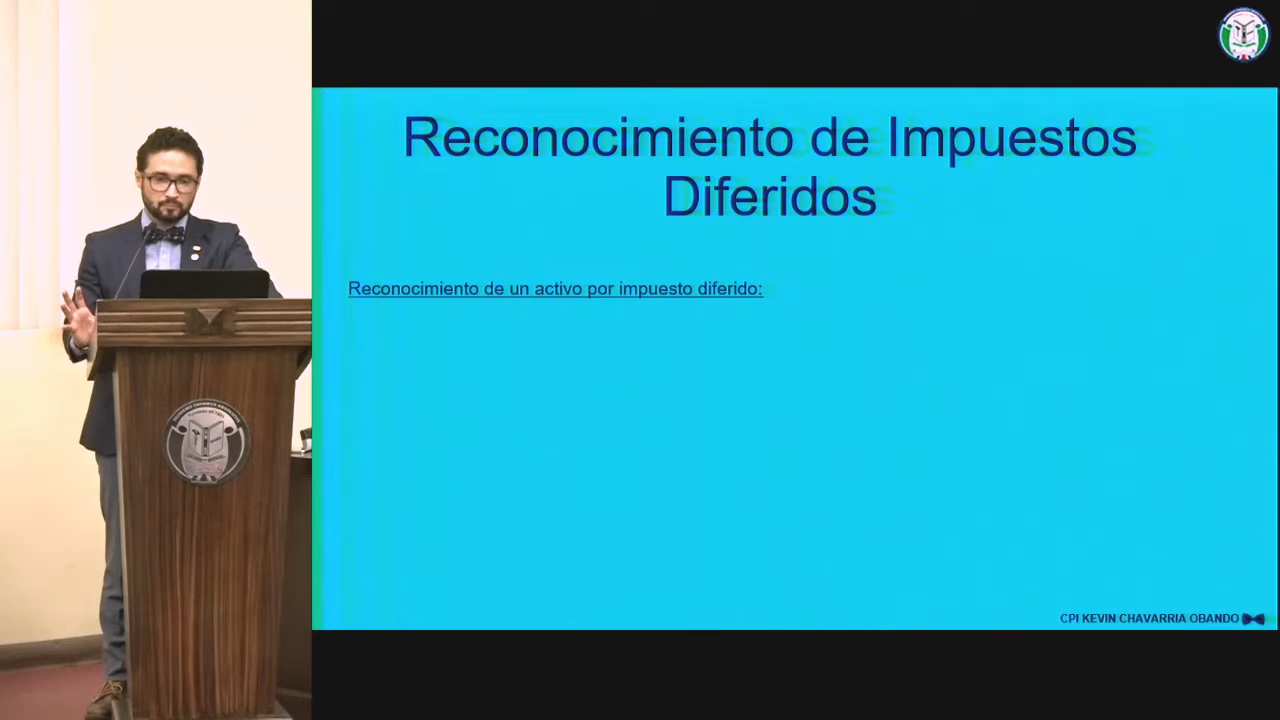 Reconocimiento de Impuestos
Diferidos
Reconocimiento de un activo por impuesto diferido:
CPI KEVIN CHAVARRIA OBANDO